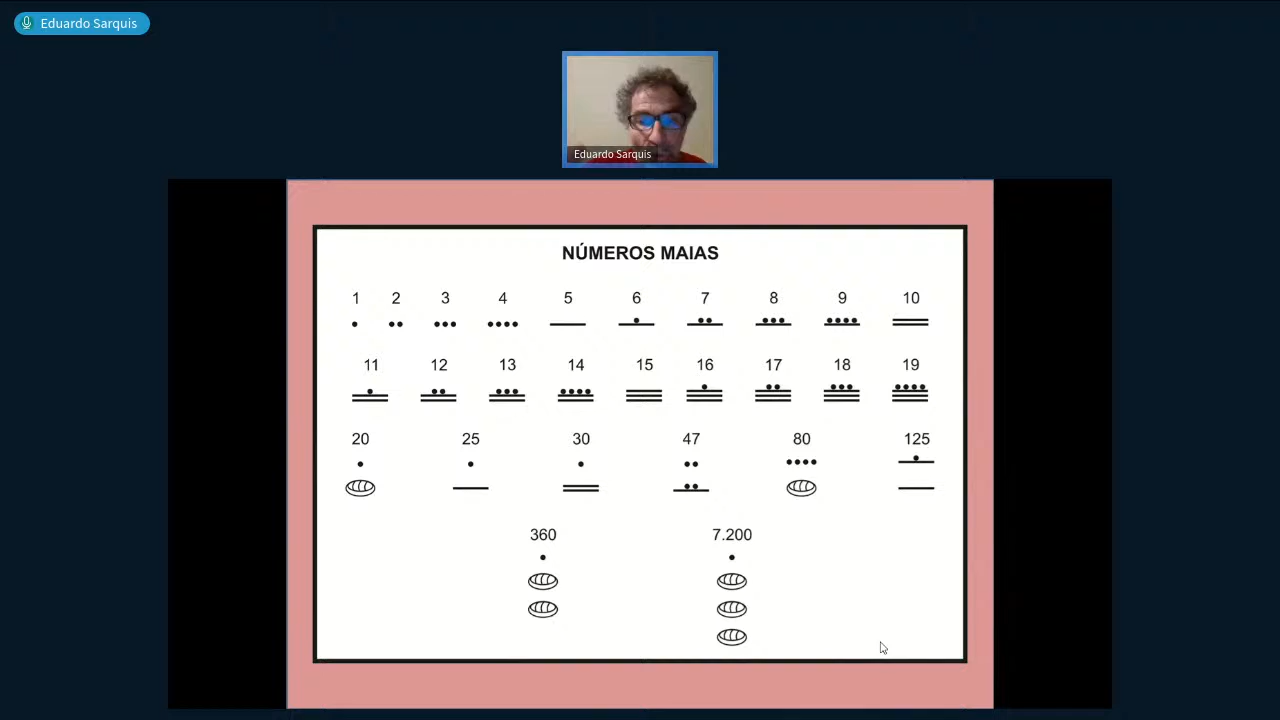 Eduardo Sarquis
Eduardo Sarquis
NÚMEROS MAIAS
1 2 3 4 5 6 7 8 9 10
11 12 13 14 15 16 17 18 19
20 25 30 47 80 125
360 7.200